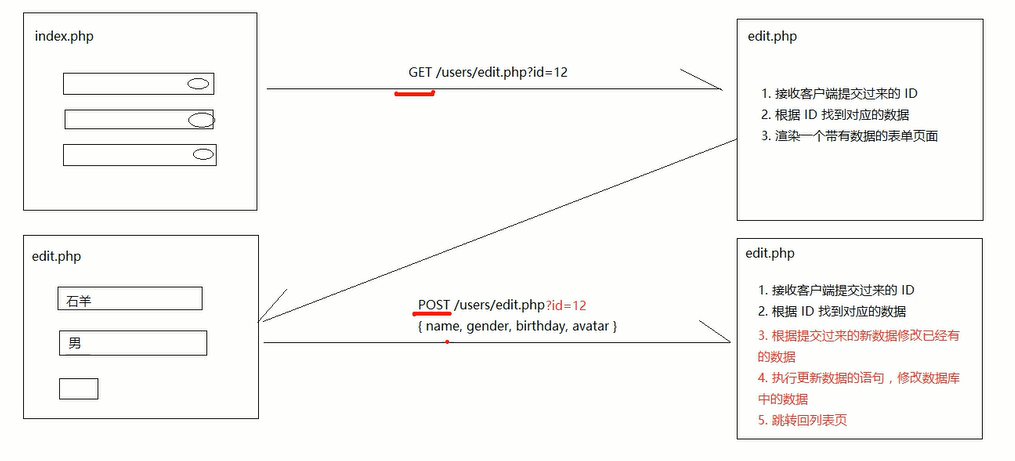 index.php
GET /users/edit.php?id=12
edit.php
1. 接收客户端提交过来的 ID
2. 根据 ID 找到对应的数据
3. 渲染一个带有数据的表单页面
edit.php
石羊
男
POST /users/edit.php?id=12
{ name, gender, birthday, avatar }
edit.php
1. 接收客户端提交过来的 ID
2. 根据 ID 找到对应的数据
3. 根据提交过来的新数据修改已经有
的数据
4. 执行更新数据的语句，修改数据库
中的数据
5. 跳转回列表页